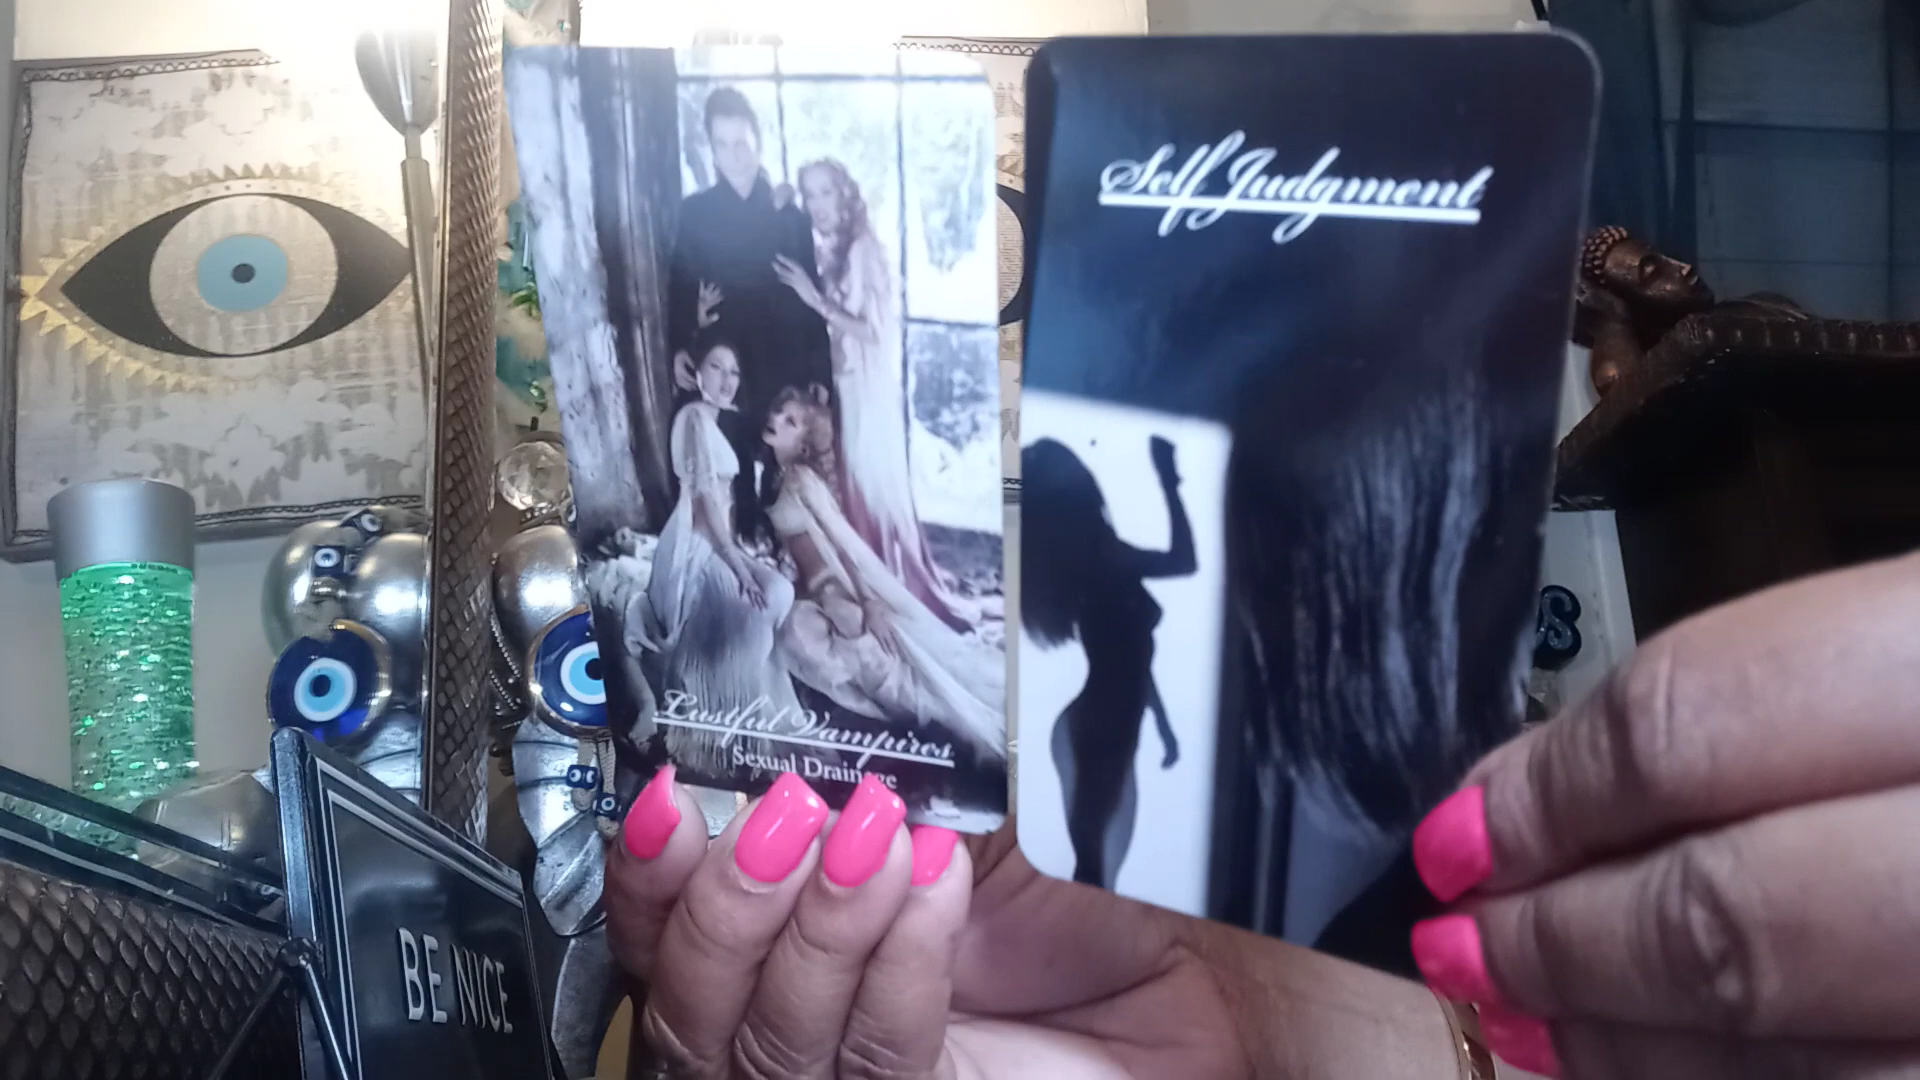 Self Judgment
Lustful Vampires
Sexual Drainage
BE NICE